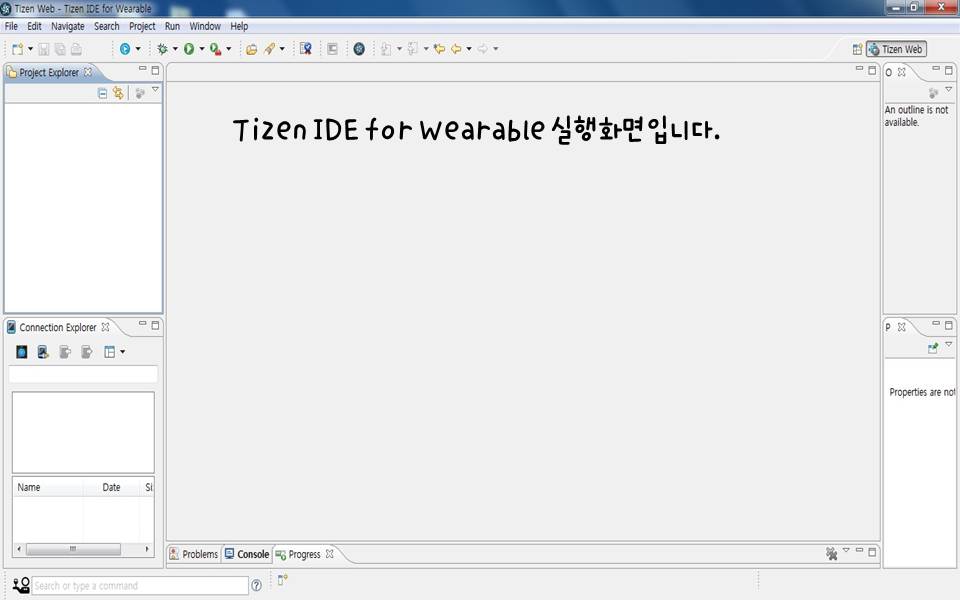 Tizen Web - Tizen IDE for Wearable
File Edit Navigate Search Project Run Window Help
Tizen Web
Project Explorer
O
An outline is not
available.
Tizen IDE for Wearable 실행화면입니다.
Connection Explorer
P
Properties are not
Name Date Si
Problems Console Progress
Search or type a command